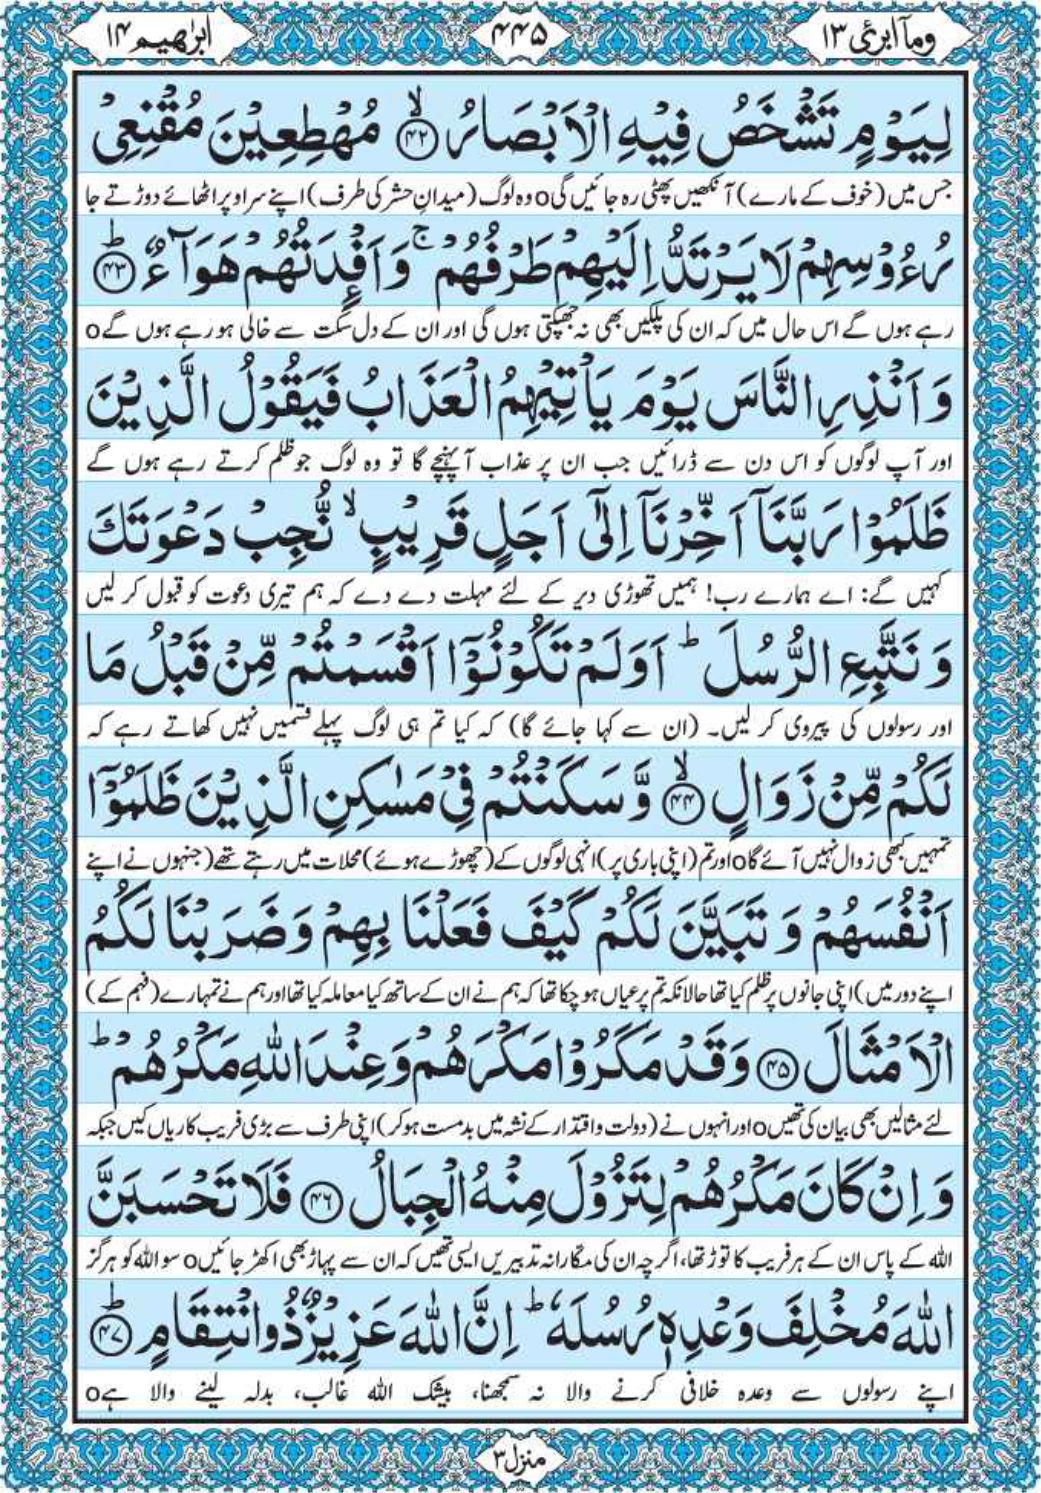 ومآ ابرئ ۱۳
۴۴۵
ابرٰھیم ۱۴
لِيَوْمٍ تَشْخَصُ فِيْهِ الْاَبْصَارُ ۙ﴿۴۲﴾ مُهْطِعِيْنَ مُقْنِعِيْ
جس میں (خوف کے مارے) آنکھیں پھٹی رہ جائیں گی o وہ لوگ (میدانِ حشر کی طرف) اپنے سر اوپر اٹھائے دوڑتے جا
رُءُوْسِهِمْ لَا يَرْتَدُّ اِلَيْهِمْ طَرْفُهُمْ ۚ وَاَفْـِٕدَتُهُمْ هَوَآءٌ ؕ﴿۴۳﴾
رہے ہوں گے اس حال میں کہ ان کی پلکیں بھی نہ جھپکتی ہوں گی اور ان کے دل سکت سے خالی ہو رہے ہوں گے o
وَاَنْذِرِ النَّاسَ يَوْمَ يَاْتِيْهِمُ الْعَذَابُ فَيَقُوْلُ الَّذِيْنَ
اور آپ لوگوں کو اس دن سے ڈرائیں جب ان پر عذاب آ پہنچے گا تو وہ لوگ جو ظلم کرتے رہے ہوں گے
ظَلَمُوْا رَبَّنَآ اَخِّرْنَآ اِلٰٓى اَجَلٍ قَرِيْبٍ ۙ نُّجِبْ دَعْوَتَكَ
کہیں گے: اے ہمارے رب! ہمیں تھوڑی دیر کے لئے مہلت دے دے کہ ہم تیری دعوت کو قبول کر لیں
وَنَتَّبِعِ الرُّسُلَ ؕ اَوَلَمْ تَكُوْنُوْٓا اَقْسَمْتُمْ مِّنْ قَبْلُ مَا
اور رسولوں کی پیروی کر لیں۔ (ان سے کہا جائے گا) کہ کیا تم ہی لوگ پہلے قسمیں نہیں کھاتے رہے کہ
لَكُمْ مِّنْ زَوَالٍ ۙ﴿۴۴﴾ وَّسَكَنْتُمْ فِيْ مَسٰكِنِ الَّذِيْنَ ظَلَمُوْٓا
تمہیں کبھی زوال نہیں آئے گا o اور تم (اپنی باری پر) انہی لوگوں کے (چھوڑے ہوئے) محلات میں رہتے تھے (جنہوں نے اپنے
اَنْفُسَهُمْ وَتَبَيَّنَ لَكُمْ كَيْفَ فَعَلْنَا بِهِمْ وَضَرَبْنَا لَكُمُ
اپنے دور میں) اپنی جانوں پر ظلم کیا تھا حالانکہ تم پر عیاں ہو چکا تھا کہ ہم نے ان کے ساتھ کیا معاملہ کیا تھا اور ہم نے تمہارے (فہم کے)
الْاَمْثَالَ ﴿۴۵﴾ وَقَدْ مَكَرُوْا مَكْرَهُمْ وَعِنْدَ اللّٰهِ مَكْرُهُمْ ؕ
لئے مثالیں بھی بیان کی تھیں o اور انہوں نے (دولت و اقتدار کے نشہ میں بدمست ہو کر) اپنی طرف سے بڑی فریب کاریاں کیں جبکہ
وَاِنْ كَانَ مَكْرُهُمْ لِتَزُوْلَ مِنْهُ الْجِبَالُ ﴿۴۶﴾ فَلَا تَحْسَبَنَّ
اللہ کے پاس ان کے ہر فریب کا توڑ تھا، اگرچہ ان کی مکّارانہ تدبیریں ایسی تھیں کہ ان سے پہاڑ بھی اکھڑ جائیں o سو اللہ کو ہرگز
اللّٰهَ مُخْلِفَ وَعْدِهٖ رُسُلَهٗ ؕ اِنَّ اللّٰهَ عَزِيْزٌ ذُو انْتِقَامٍ ؕ﴿۴۷﴾
اپنے رسولوں سے وعدہ خلافی کرنے والا نہ سمجھنا، بیشک اللہ غالب، بدلہ لینے والا ہے o
منزل ۳